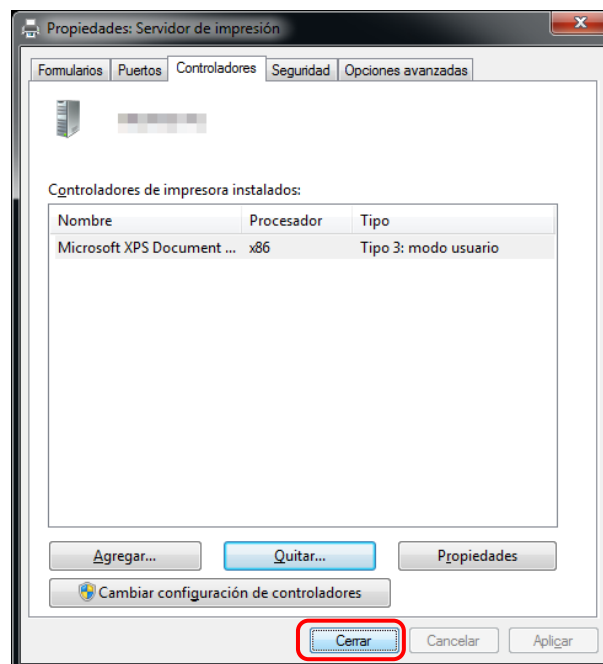 Propiedades: Servidor de impresión
Formularios Puertos Controladores Seguridad Opciones avanzadas
Controladores de impresora instalados:
Nombre Procesador Tipo
Microsoft XPS Document ... x86 Tipo 3: modo usuario
Agregar... Quitar... Propiedades
Cambiar configuración de controladores
Cerrar Cancelar Aplicar